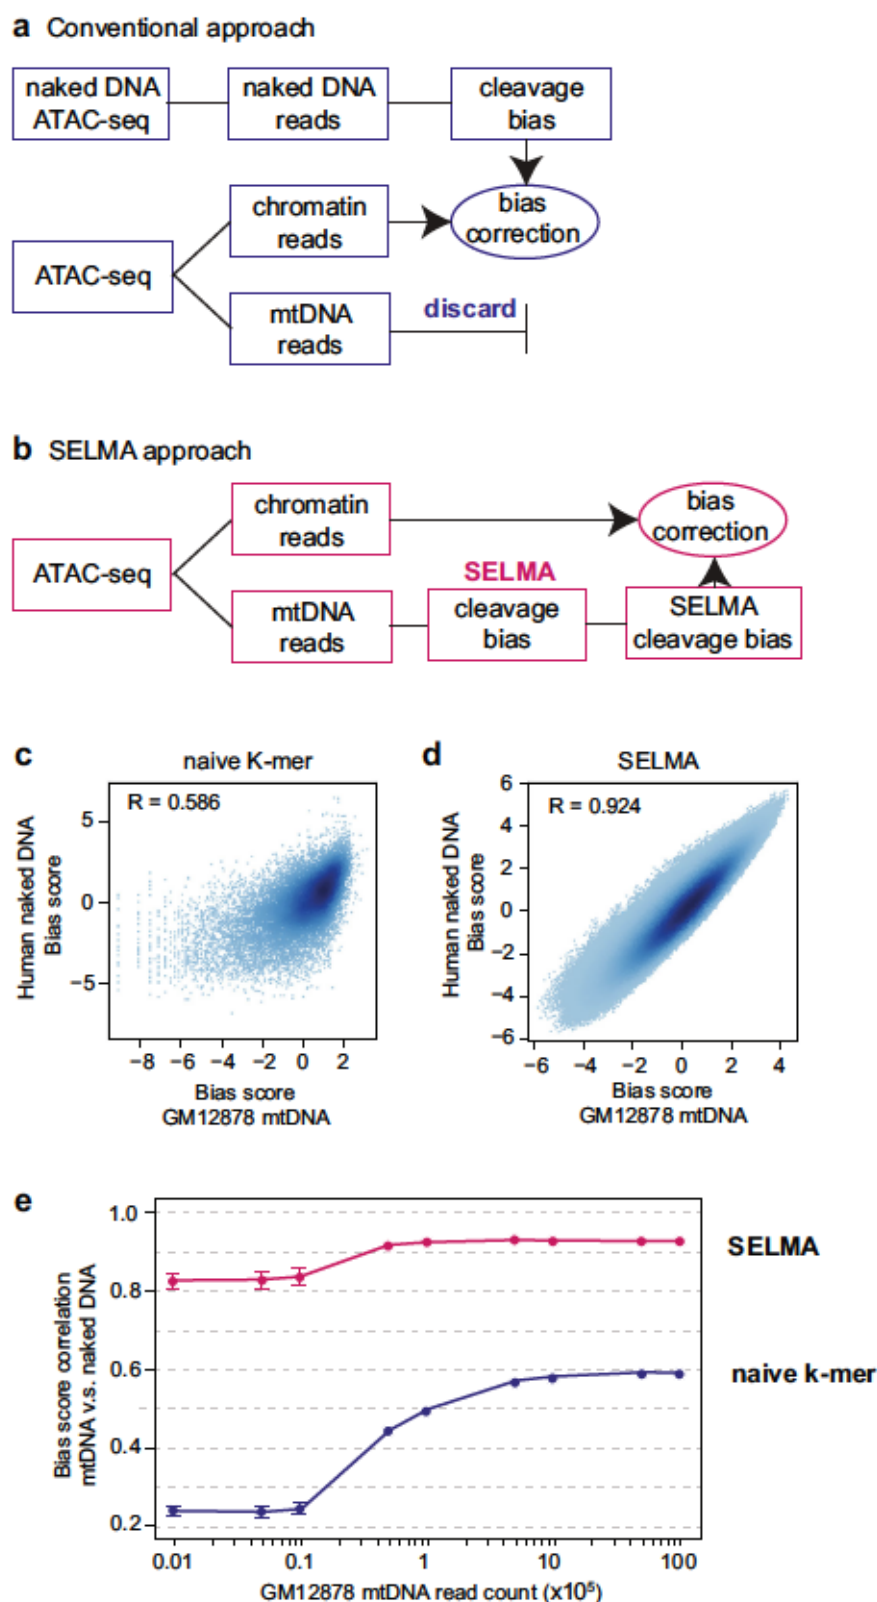 a Conventional approach
naked DNA
ATAC-seq
naked DNA
reads
cleavage
bias
chromatin
reads
bias
correction
ATAC-seq
mtDNA
reads
discard
b SELMA approach
chromatin
reads
bias
correction
ATAC-seq
SELMA
mtDNA
reads
cleavage
bias
SELMA
cleavage bias
c
naive K-mer
R = 0.586
Human naked DNA
Bias score
5
0
−5
−8 −6 −4 −2 0 2
Bias score
GM12878 mtDNA
d
SELMA
R = 0.924
Human naked DNA
Bias score
6
4
2
0
−2
−4
−6
−6 −4 −2 0 2 4
Bias score
GM12878 mtDNA
e
Bias score correlation
mtDNA v.s. naked DNA
1.0
0.8
0.6
0.4
0.2
SELMA
naive k-mer
0.01 0.1 1 10 100
GM12878 mtDNA read count (x10⁵)